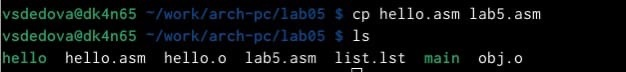 vsdedova@dk4n65 ~/work/arch-pc/lab05 $ cp hello.asm lab5.asm
vsdedova@dk4n65 ~/work/arch-pc/lab05 $ ls
hello  hello.asm  hello.o  lab5.asm  list.lst  main  obj.o